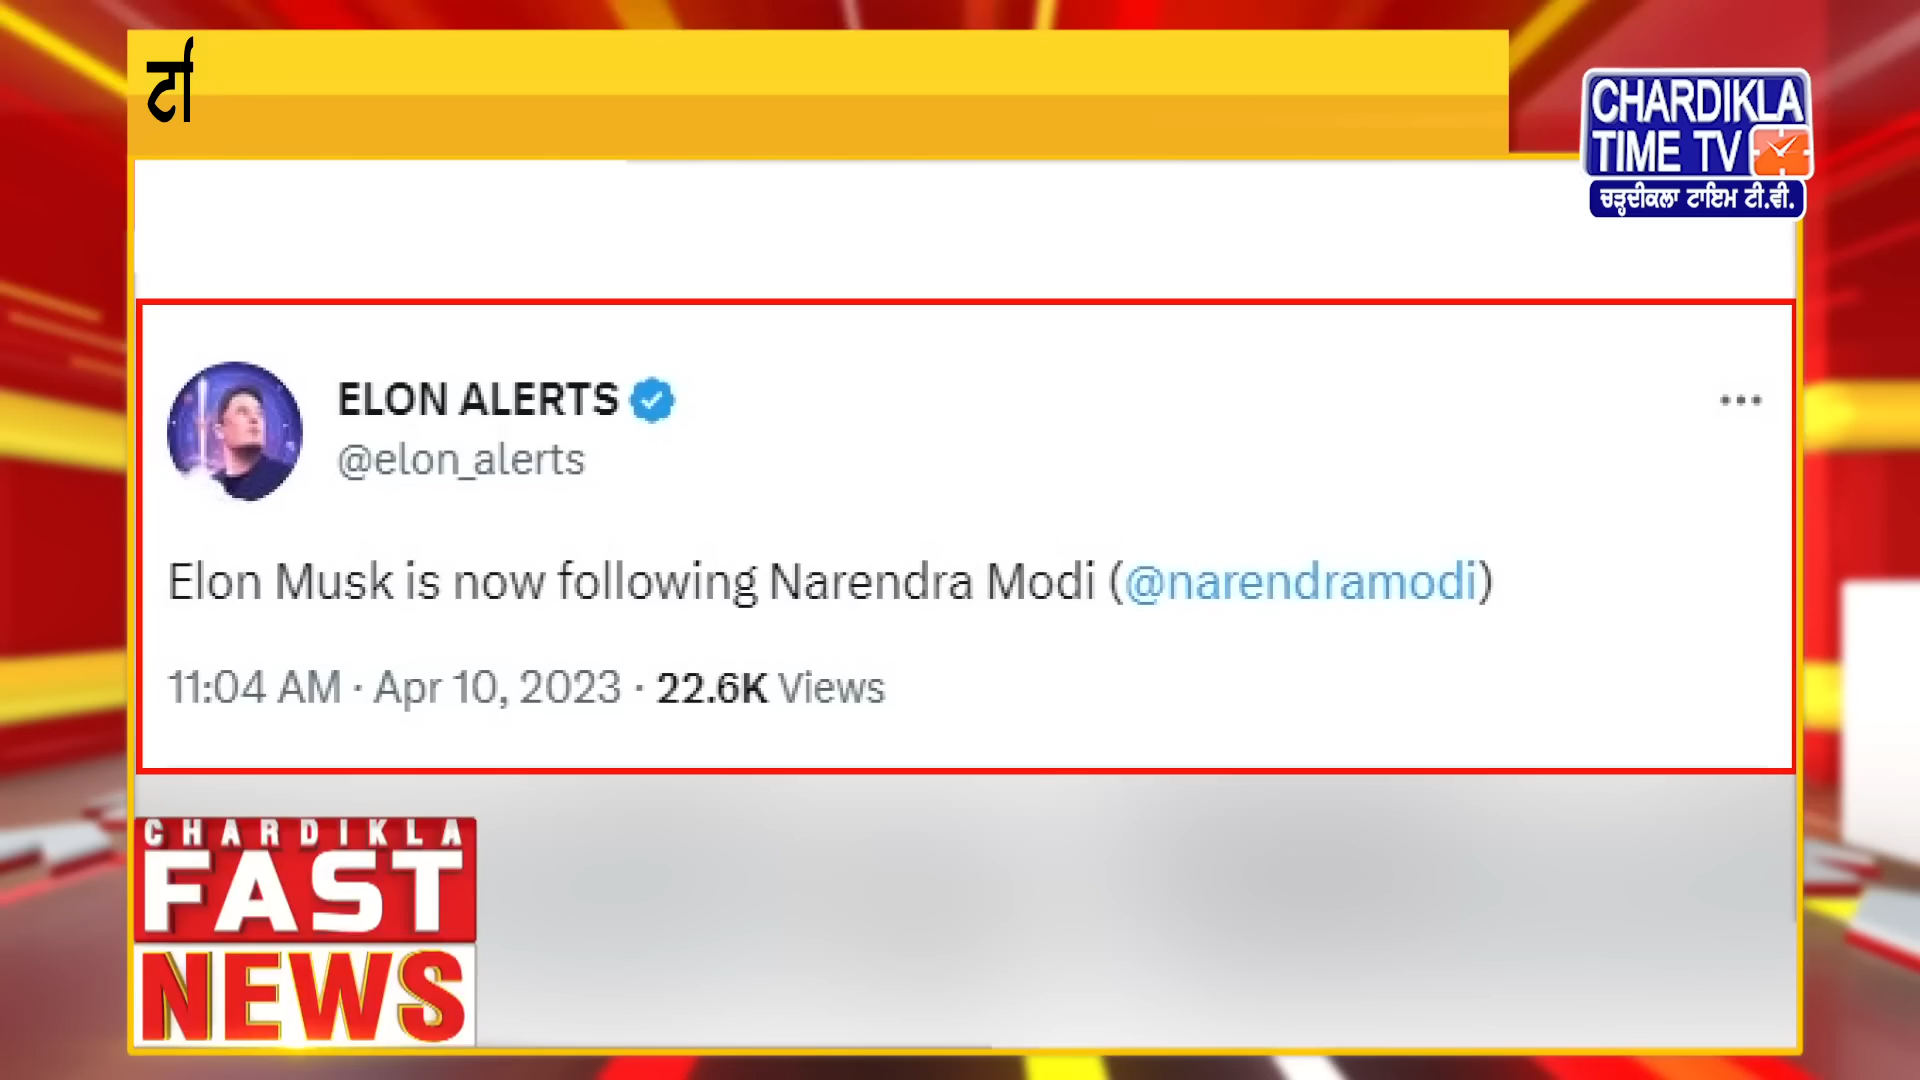 CHARDIKLA
TIME TV
ਚੜ੍ਹਦੀਕਲਾ ਟਾਇਮ ਟੀ.ਵੀ.
ELON ALERTS
@elon_alerts
Elon Musk is now following Narendra Modi (@narendramodi)
11:04 AM · Apr 10, 2023 · 22.6K Views
CHARDIKLA
FAST
NEWS